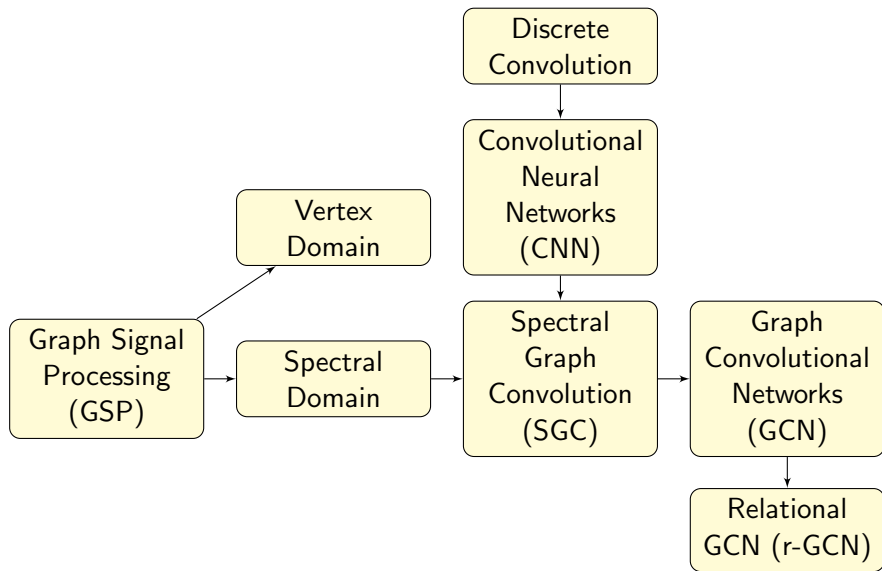 Discrete
Convolution
Convolutional
Neural
Networks
(CNN)
Vertex
Domain
Graph Signal
Processing
(GSP)
Spectral
Domain
Spectral
Graph
Convolution
(SGC)
Graph
Convolutional
Networks
(GCN)
Relational
GCN (r-GCN)